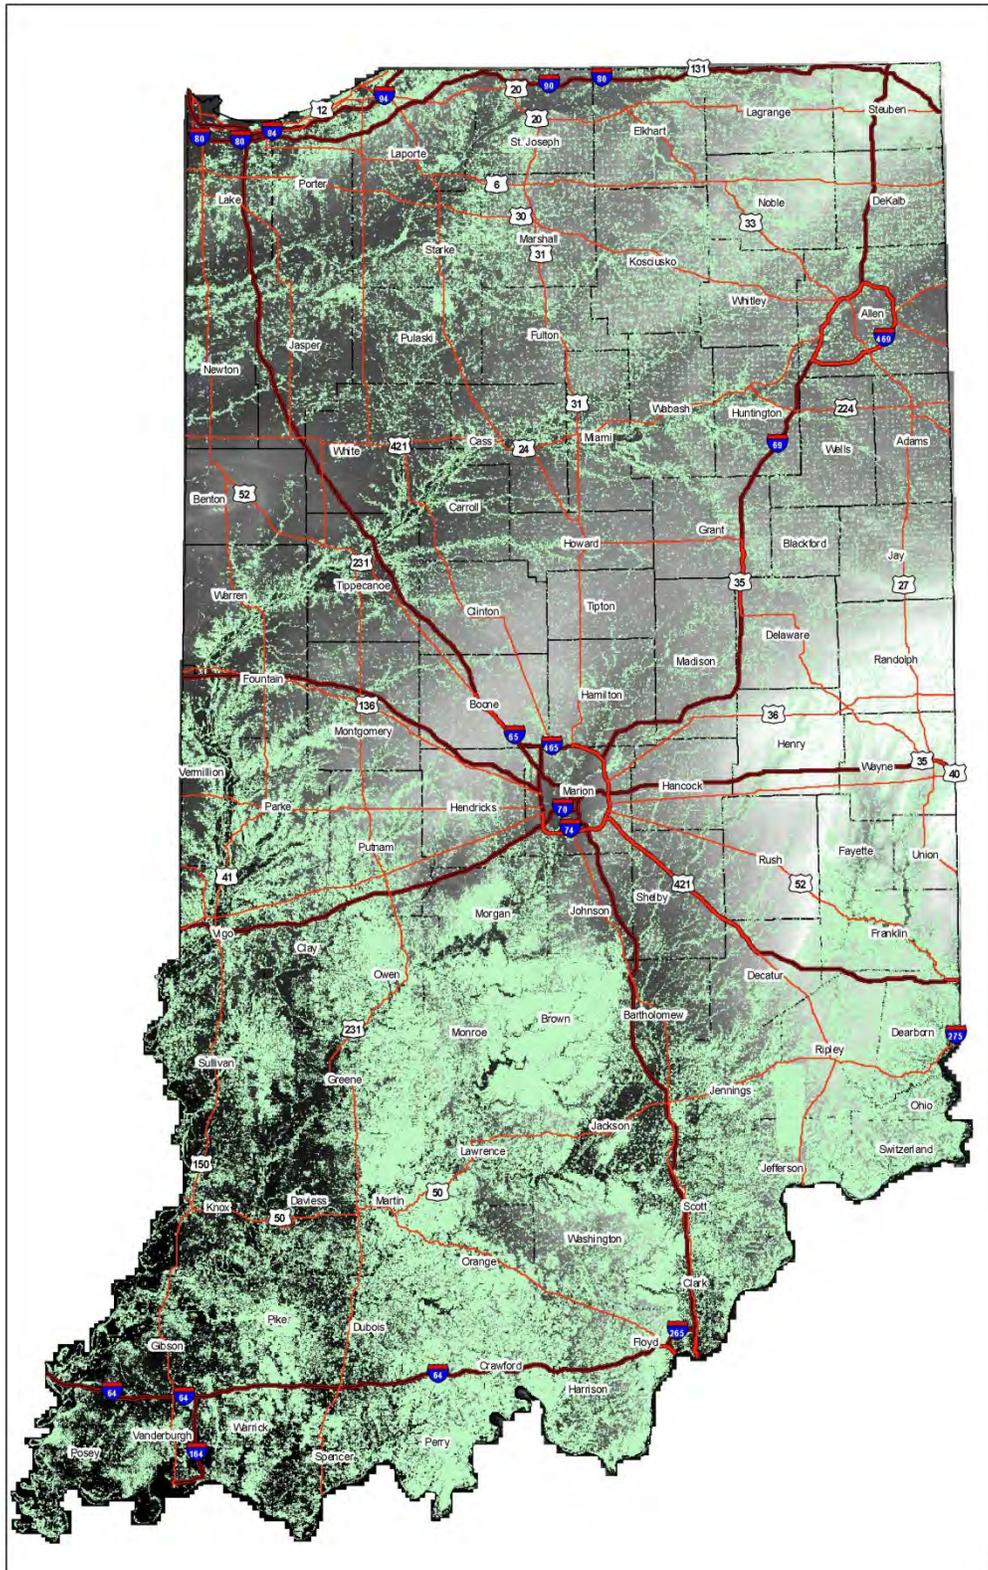 131
80
90
94
20
12
20
Lagrange
Steuben
Elkhart
St. Joseph
80
80
94
Laporte
6
Porter
Lake
Noble
DeKalb
30
33
Marshall
31
Starke
Kosciusko
Whitley
Allen
469
Pulaski
Fulton
Jasper
Newton
31
Wabash
Huntington
224
Miami
Cass
24
White
421
69
Wells
Adams
52
Benton
Carroll
Grant
Howard
Blackford
Jay
231
Tippecanoe
35
27
Warren
Clinton
Tipton
Delaware
Randolph
Madison
Fountain
Hamilton
Boone
136
Montgomery
65
465
36
Henry
35
Wayne
40
Vermillion
Marion
Hancock
Parke
Hendricks
70
74
Putnam
Fayette
Union
Rush
41
421
52
Shelby
Morgan
Johnson
Vigo
Franklin
Clay
Owen
Decatur
Brown
Bartholomew
231
Monroe
Dearborn
275
Ripley
Sullivan
Greene
Jennings
Ohio
Jackson
Lawrence
Switzerland
150
Jefferson
50
Martin
Daviess
Knox
50
Scott
Washington
Orange
Clark
Pike
Dubois
265
Floyd
Gibson
Crawford
64
Harrison
64
64
Vanderburgh
Warrick
Perry
Posey
164
Spencer